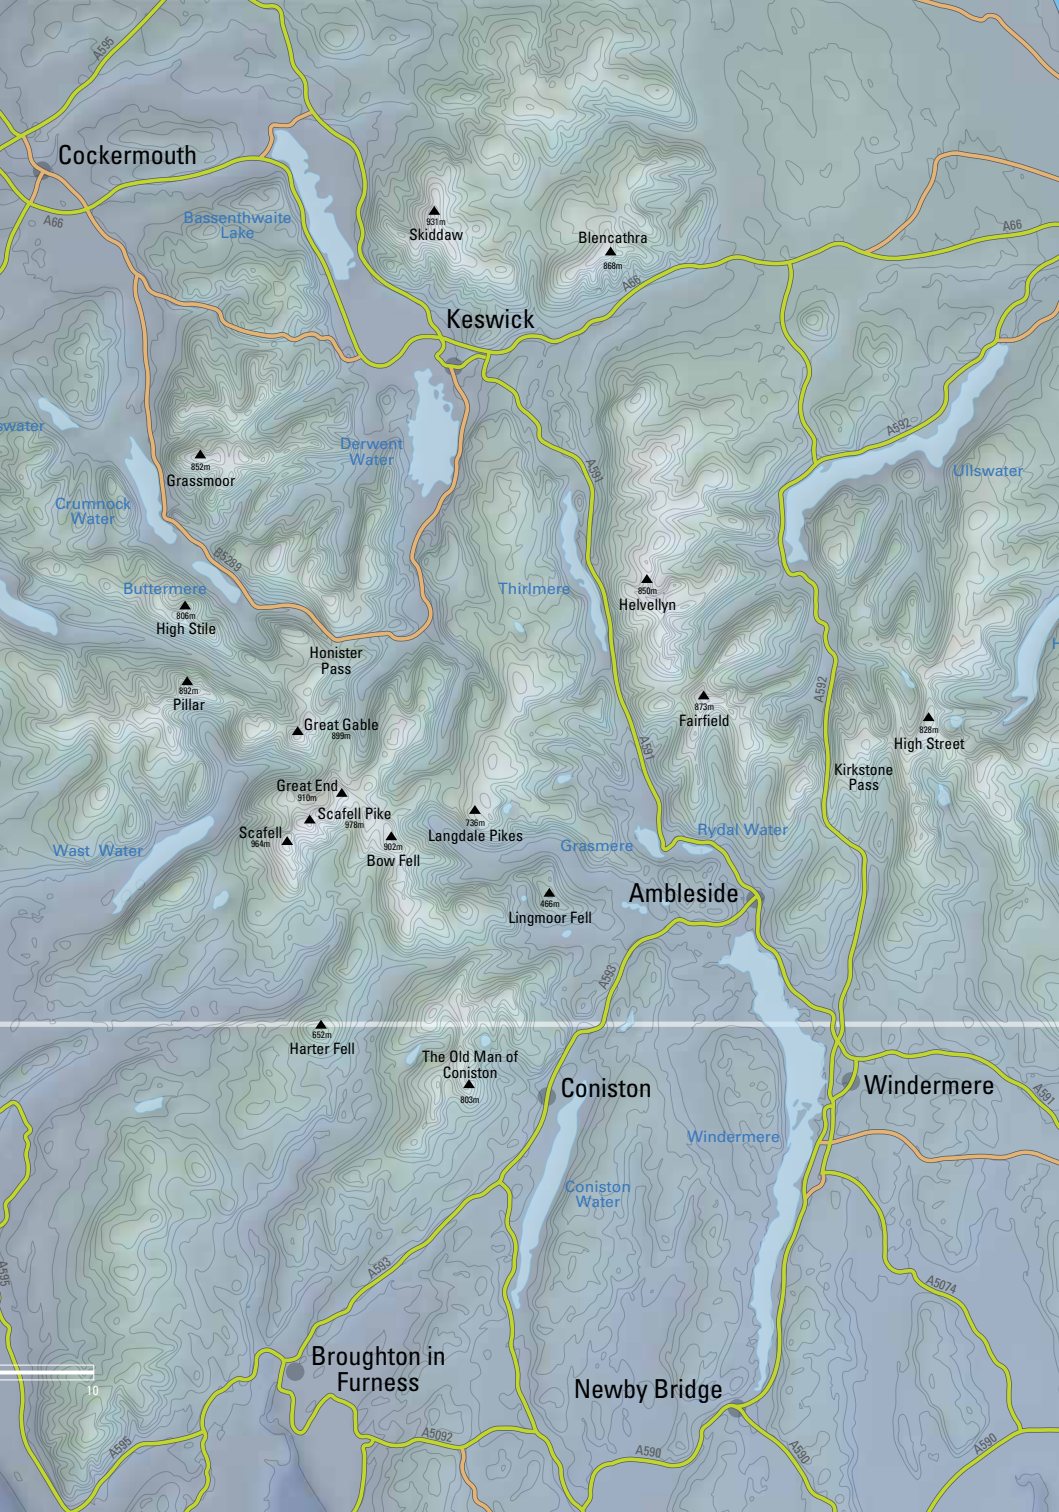 A595
Cockermouth
A66
Bassenthwaite
Lake
931m
Skiddaw
Blencathra
868m
A66
A66
Keswick
swater
Derwent
Water
A592
852m
Grassmoor
A591
Ullswater
Crummock
Water
B5289
Buttermere
Thirlmere
850m
Helvellyn
806m
High Stile
Honister
Pass
892m
Pillar
A592
873m
Fairfield
Great Gable
899m
A591
828m
High Street
Kirkstone
Pass
Great End
910m
Scafell Pike
978m
Scafell
964m
736m
Langdale Pikes
902m
Bow Fell
Rydal Water
Grasmere
Wast Water
Ambleside
466m
Lingmoor Fell
A593
652m
Harter Fell
The Old Man of
Coniston
803m
Coniston
Windermere
A591
Windermere
Coniston
Water
A595
A593
A5074
Broughton in
Furness
10
Newby Bridge
A5092
A595
A590
A590
A590